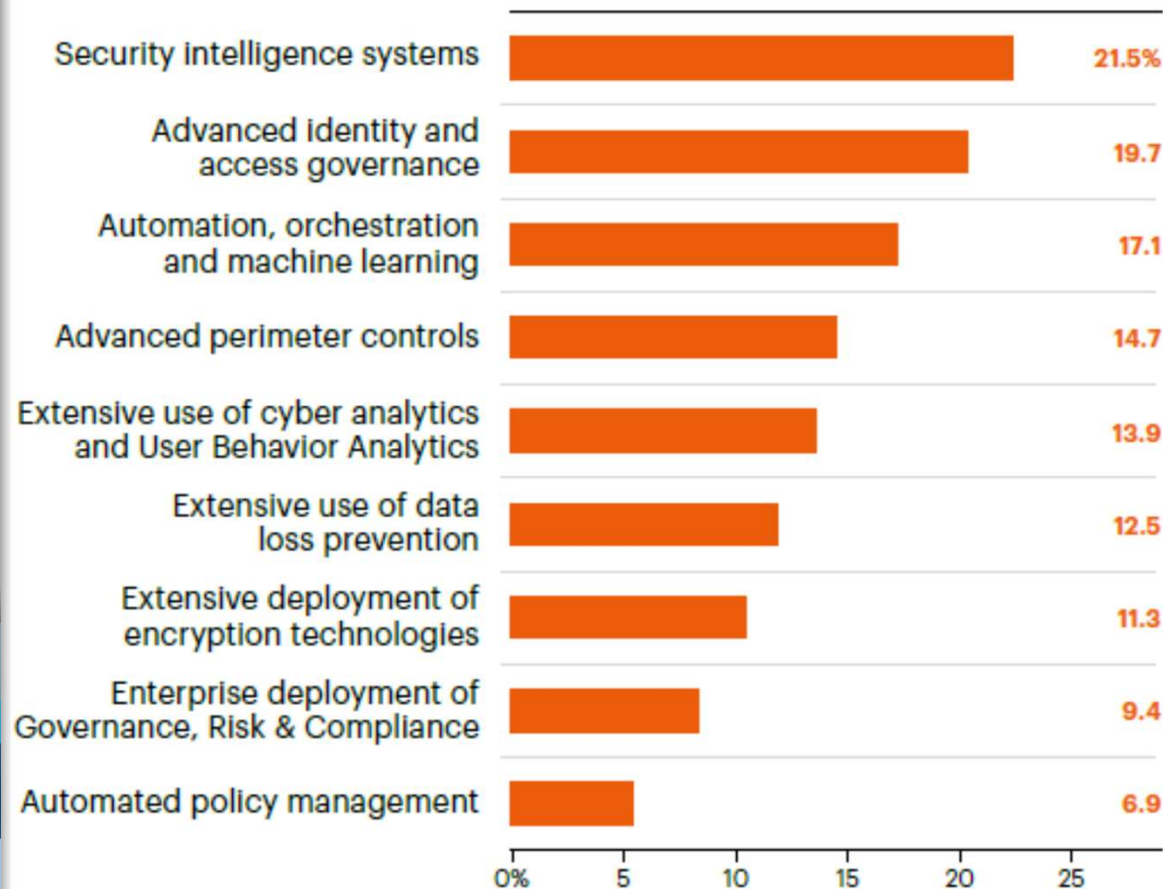 Security intelligence systems 21.5%
Advanced identity and
access governance 19.7
Automation, orchestration
and machine learning 17.1
Advanced perimeter controls 14.7
Extensive use of cyber analytics
and User Behavior Analytics 13.9
Extensive use of data
loss prevention 12.5
Extensive deployment of
encryption technologies 11.3
Enterprise deployment of
Governance, Risk & Compliance 9.4
Automated policy management 6.9
0% 5 10 15 20 25